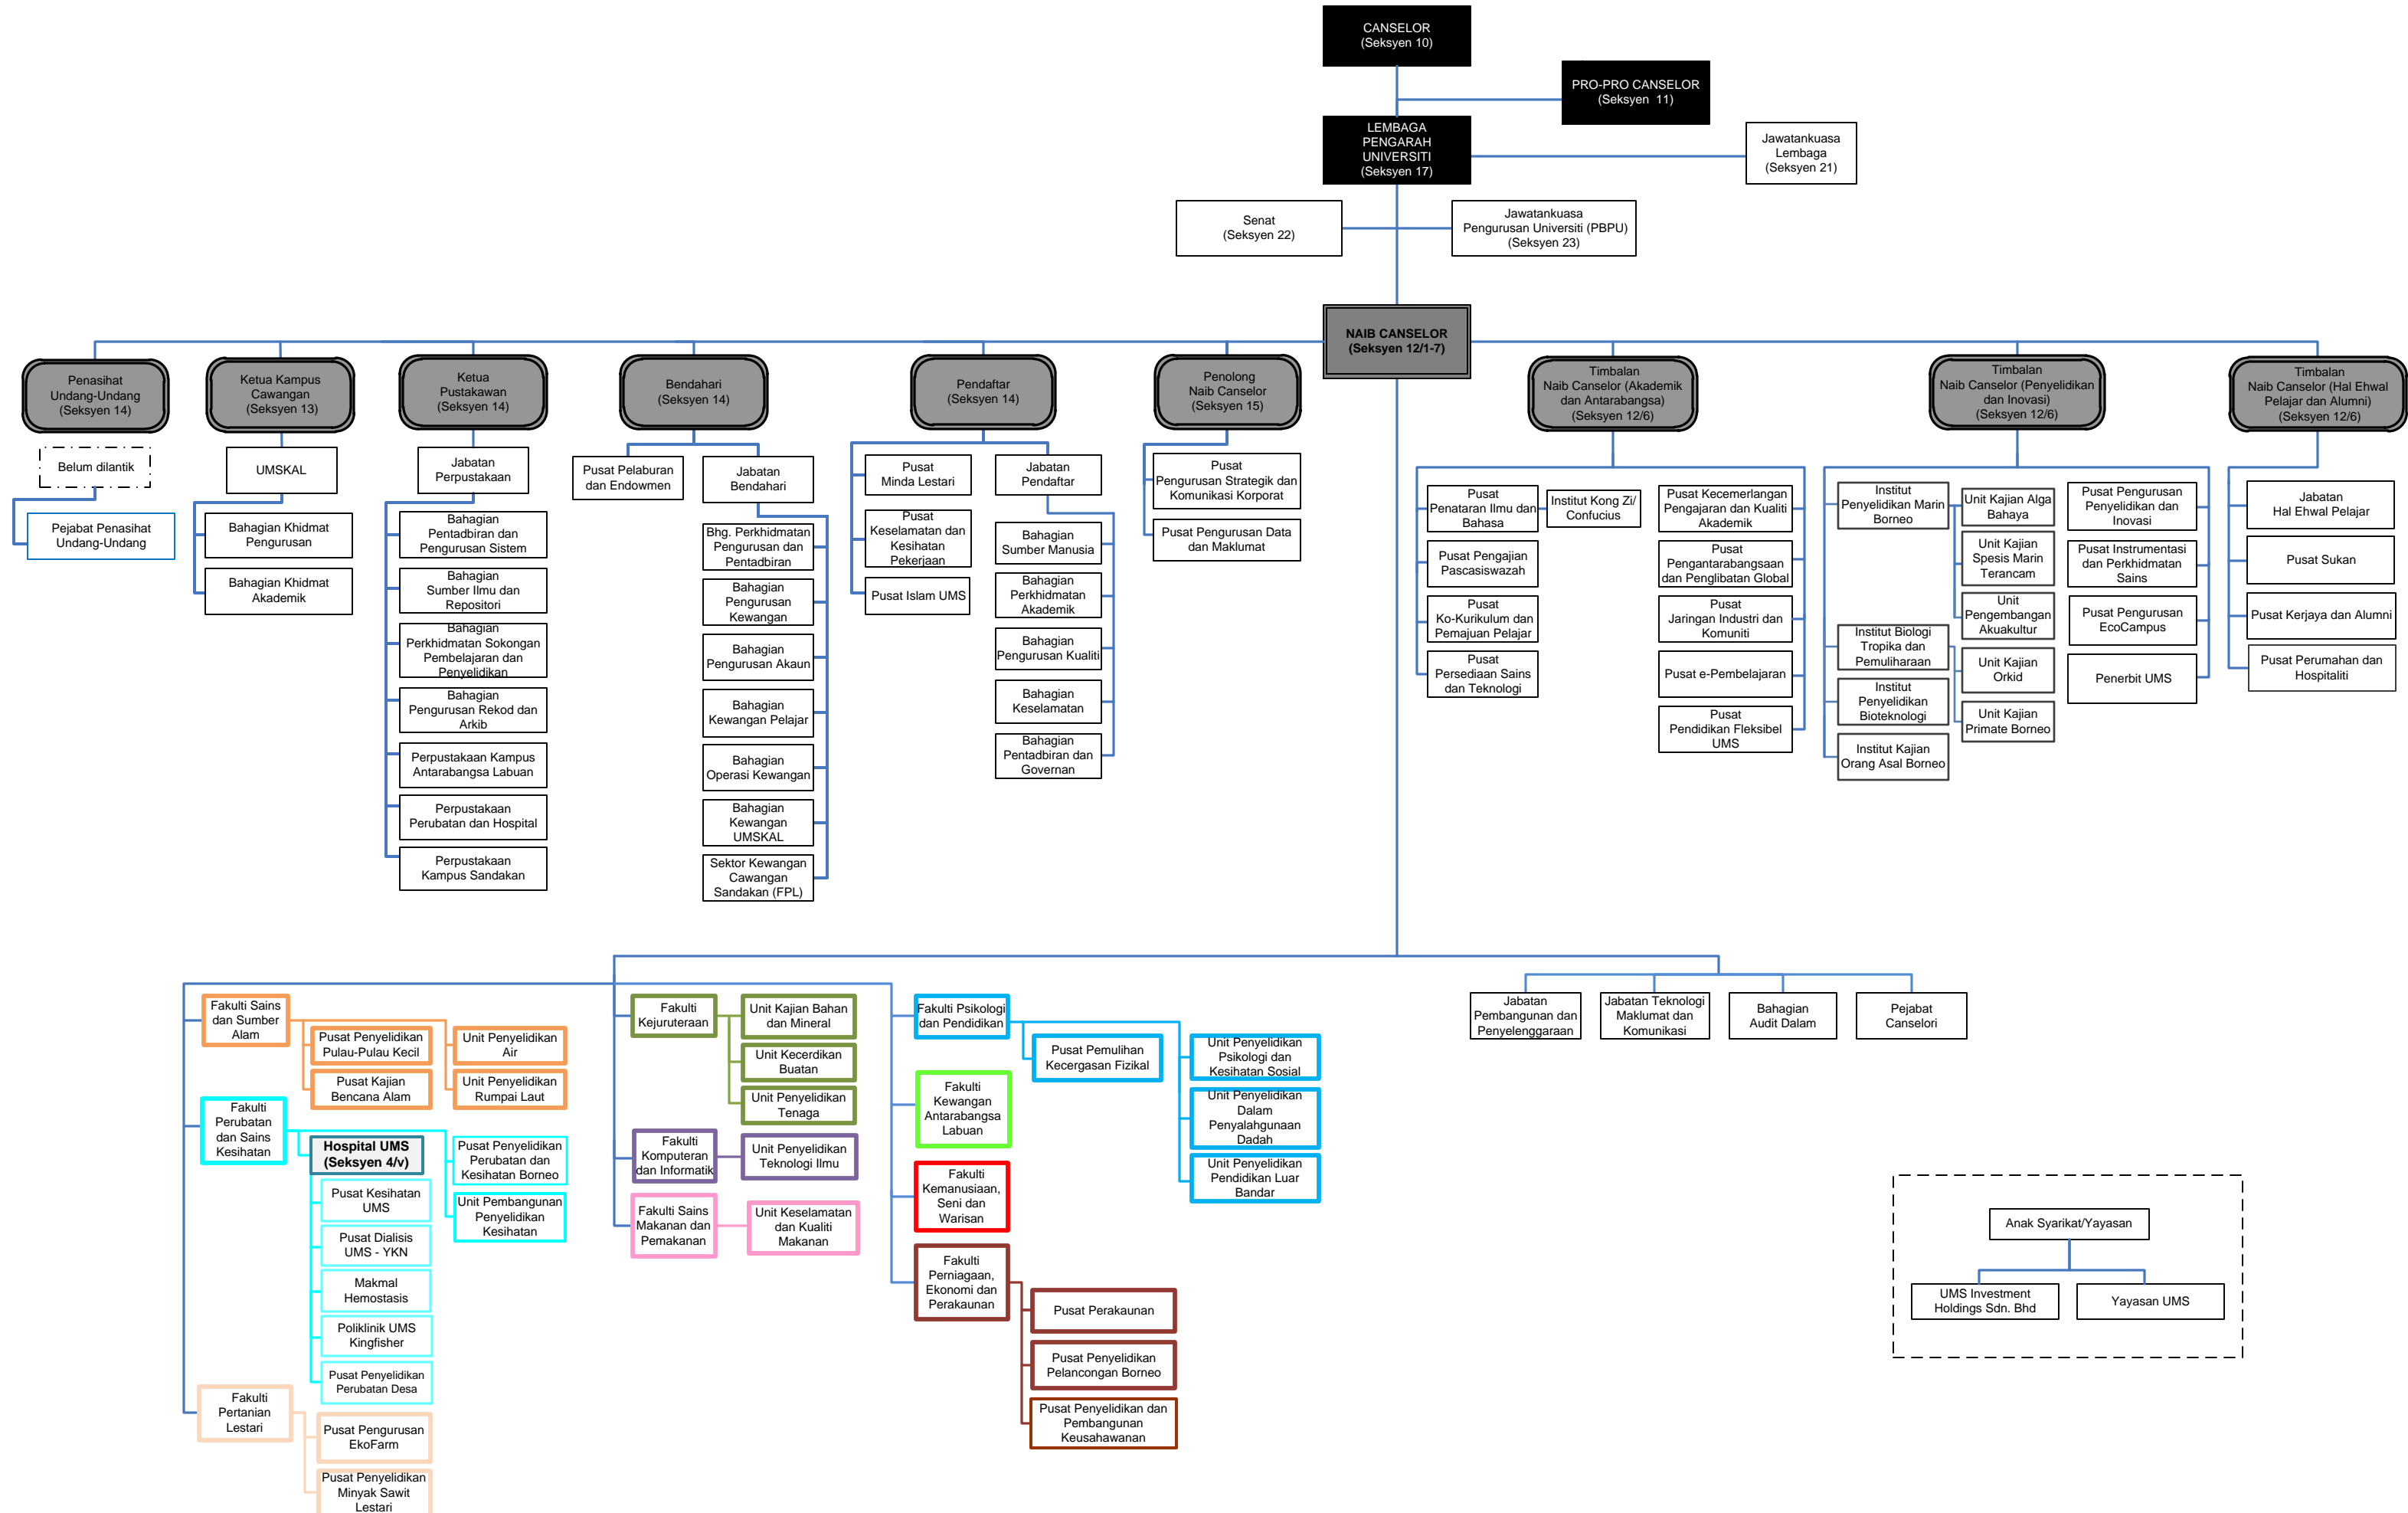 CANSELOR
(Seksyen 10)
PRO-PRO CANSELOR
(Seksyen 11)
LEMBAGA
PENGARAH
UNIVERSITI
(Seksyen 17)
Jawatankuasa
Lembaga
(Seksyen 21)
Senat
(Seksyen 22)
Jawatankuasa
Pengurusan Universiti (PBPU)
(Seksyen 23)
NAIB CANSELOR
(Seksyen 12/1-7)
Penasihat
Undang-Undang
(Seksyen 14)
Belum dilantik
Pejabat Penasihat
Undang-Undang
Ketua Kampus
Cawangan
(Seksyen 13)
UMSKAL
Bahagian Khidmat
Pengurusan
Bahagian Khidmat
Akademik
Ketua
Pustakawan
(Seksyen 14)
Jabatan
Perpustakaan
Bahagian
Pentadbiran dan
Pengurusan Sistem
Bahagian
Sumber Ilmu dan
Repositori
Bahagian
Perkhidmatan Sokongan
Pembelajaran dan
Penyelidikan
Bahagian
Pengurusan Rekod dan
Arkib
Perpustakaan Kampus
Antarabangsa Labuan
Perpustakaan
Perubatan dan Hospital
Perpustakaan
Kampus Sandakan
Bendahari
(Seksyen 14)
Pusat Pelaburan
dan Endowmen
Jabatan
Bendahari
Bhg. Perkhidmatan
Pengurusan dan
Pentadbiran
Bahagian
Pengurusan
Kewangan
Bahagian
Pengurusan Akaun
Bahagian
Kewangan Pelajar
Bahagian
Operasi Kewangan
Bahagian
Kewangan
UMSKAL
Sektor Kewangan
Cawangan
Sandakan (FPL)
Pendaftar
(Seksyen 14)
Pusat
Minda Lestari
Pusat
Keselamatan dan
Kesihatan
Pekerjaan
Pusat Islam UMS
Jabatan
Pendaftar
Bahagian
Sumber Manusia
Bahagian
Perkhidmatan
Akademik
Bahagian
Pengurusan Kualiti
Bahagian
Keselamatan
Bahagian
Pentadbiran dan
Governan
Penolong
Naib Canselor
(Seksyen 15)
Pusat
Pengurusan Strategik dan
Komunikasi Korporat
Pusat Pengurusan Data
dan Maklumat
Timbalan
Naib Canselor (Akademik
dan Antarabangsa)
(Seksyen 12/6)
Pusat
Penataran Ilmu dan
Bahasa
Institut Kong Zi/
Confucius
Pusat Pengajian
Pascasiswazah
Pusat
Ko-Kurikulum dan
Pemajuan Pelajar
Pusat
Persediaan Sains
dan Teknologi
Pusat Kecemerlangan
Pengajaran dan Kualiti
Akademik
Pusat
Pengantarabangsaan
dan Penglibatan Global
Pusat
Jaringan Industri dan
Komuniti
Pusat e-Pembelajaran
Pusat
Pendidikan Fleksibel
UMS
Timbalan
Naib Canselor (Penyelidikan
dan Inovasi)
(Seksyen 12/6)
Institut
Penyelidikan Marin
Borneo
Unit Kajian Alga
Bahaya
Unit Kajian
Spesis Marin
Terancam
Unit
Pengembangan
Akuakultur
Institut Biologi
Tropika dan
Pemuliharaan
Unit Kajian
Orkid
Unit Kajian
Primate Borneo
Institut
Penyelidikan
Bioteknologi
Institut Kajian
Orang Asal Borneo
Pusat Pengurusan
Penyelidikan dan
Inovasi
Pusat Instrumentasi
dan Perkhidmatan
Sains
Pusat Pengurusan
EcoCampus
Penerbit UMS
Timbalan
Naib Canselor (Hal Ehwal
Pelajar dan Alumni)
(Seksyen 12/6)
Jabatan
Hal Ehwal Pelajar
Pusat Sukan
Pusat Kerjaya dan Alumni
Pusat Perumahan dan
Hospitaliti
Fakulti Sains
dan Sumber
Alam
Pusat Penyelidikan
Pulau-Pulau Kecil
Unit Penyelidikan
Air
Pusat Kajian
Bencana Alam
Unit Penyelidikan
Rumpai Laut
Fakulti
Perubatan
dan Sains
Kesihatan
Hospital UMS
(Seksyen 4/v)
Pusat Kesihatan
UMS
Pusat Dialisis
UMS - YKN
Makmal
Hemostasis
Poliklinik UMS
Kingfisher
Pusat Penyelidikan
Perubatan Desa
Pusat Penyelidikan
Perubatan dan
Kesihatan Borneo
Unit Pembangunan
Penyelidikan
Kesihatan
Fakulti
Pertanian
Lestari
Pusat Pengurusan
EkoFarm
Pusat Penyelidikan
Minyak Sawit
Lestari
Fakulti
Kejuruteraan
Unit Kajian Bahan
dan Mineral
Unit Kecerdikan
Buatan
Unit Penyelidikan
Tenaga
Fakulti
Komputeran
dan Informatik
Unit Penyelidikan
Teknologi Ilmu
Fakulti Sains
Makanan dan
Pemakanan
Unit Keselamatan
dan Kualiti
Makanan
Fakulti Psikologi
dan Pendidikan
Pusat Pemulihan
Kecergasan Fizikal
Unit Penyelidikan
Psikologi dan
Kesihatan Sosial
Unit Penyelidikan
Dalam
Penyalahgunaan
Dadah
Unit Penyelidikan
Pendidikan Luar
Bandar
Fakulti
Kewangan
Antarabangsa
Labuan
Fakulti
Kemanusiaan,
Seni dan
Warisan
Fakulti
Perniagaan,
Ekonomi dan
Perakaunan
Pusat Perakaunan
Pusat Penyelidikan
Pelancongan Borneo
Pusat Penyelidikan dan
Pembangunan
Keusahawanan
Jabatan
Pembangunan dan
Penyelenggaraan
Jabatan Teknologi
Maklumat dan
Komunikasi
Bahagian
Audit Dalam
Pejabat
Canselori
Anak Syarikat/Yayasan
UMS Investment
Holdings Sdn. Bhd
Yayasan UMS